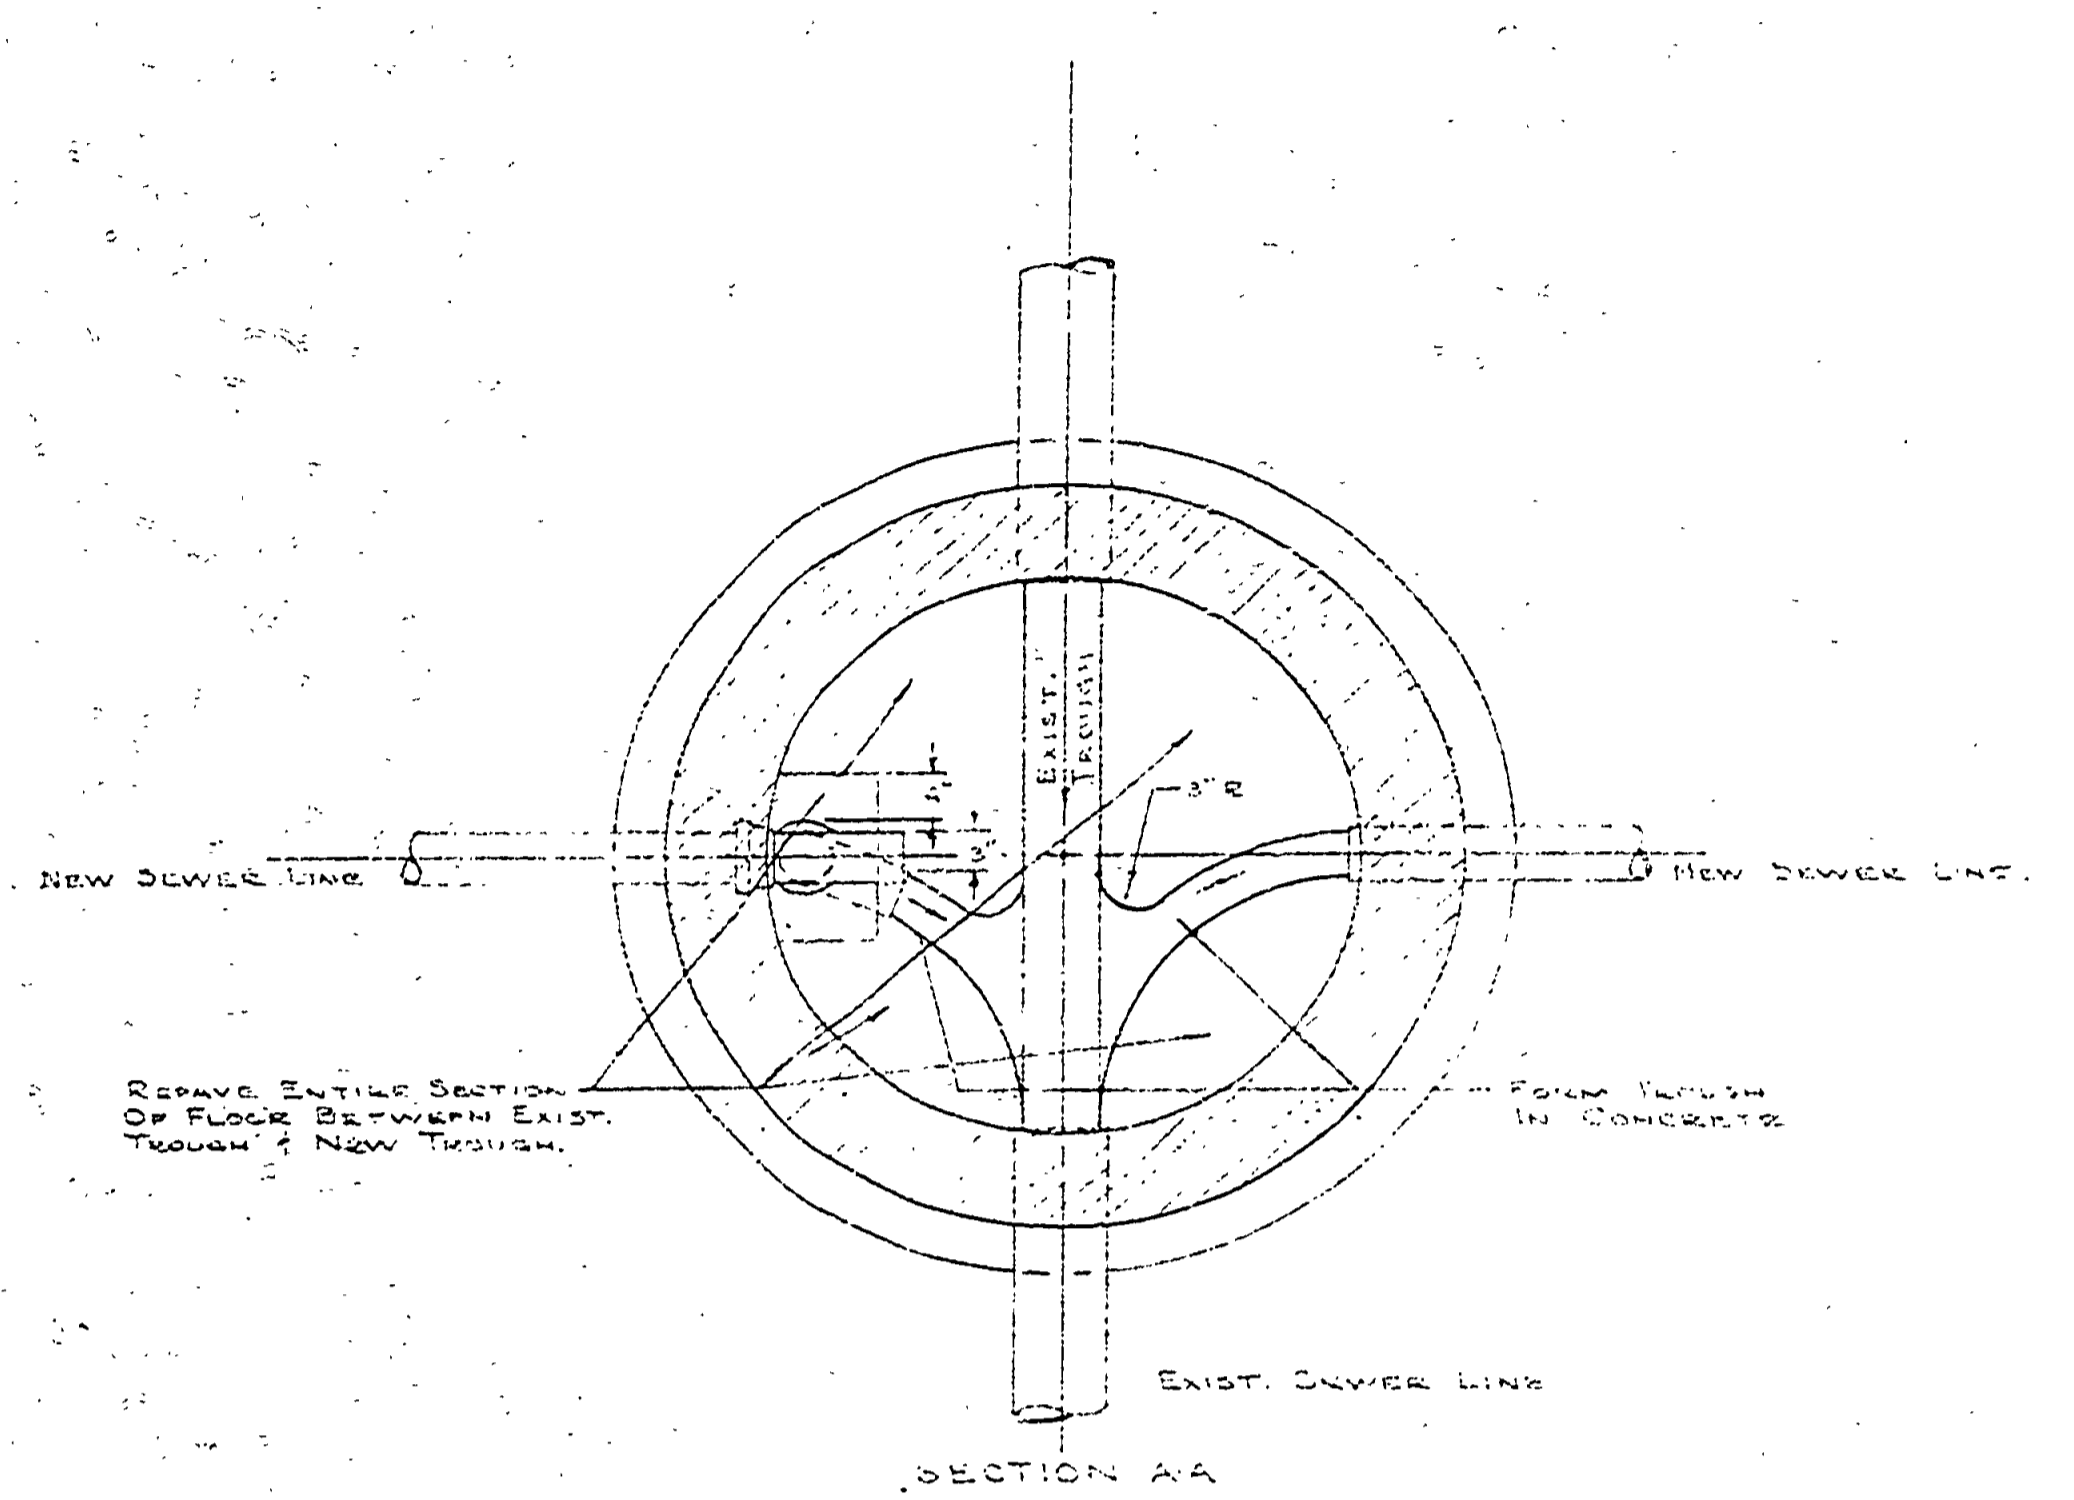 EXIST.
TROUGH
3" R
NEW SEWER LINE
NEW SEWER LINE.
REPAVE ENTIRE SECTION
OF FLOOR BETWEEN EXIST.
TROUGH & NEW TROUGH.
FORM TROUGH
IN CONCRETE
EXIST. SEWER LINE
SECTION A-A